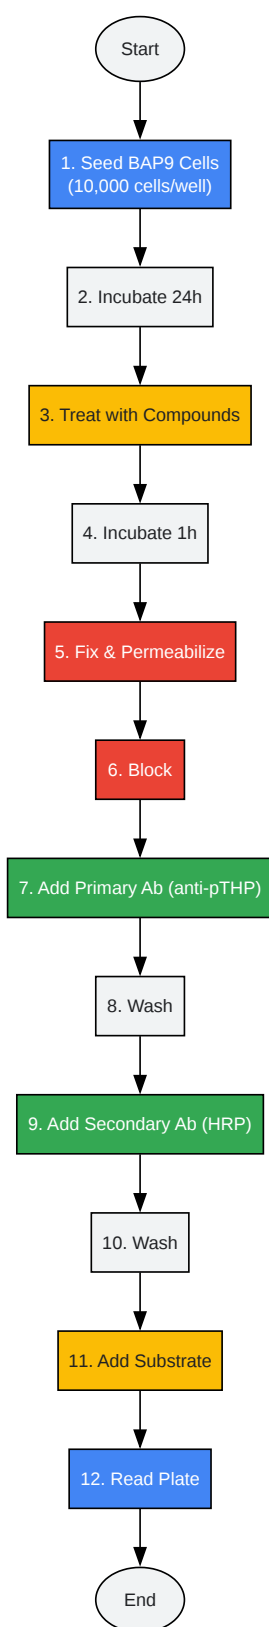 Start
1. Seed BAP9 Cells
(10,000 cells/well)
2. Incubate 24h
3. Treat with Compounds
4. Incubate 1h
5. Fix & Permeabilize
6. Block
7. Add Primary Ab (anti-pTHP)
8. Wash
9. Add Secondary Ab (HRP)
10. Wash
11. Add Substrate
12. Read Plate
End